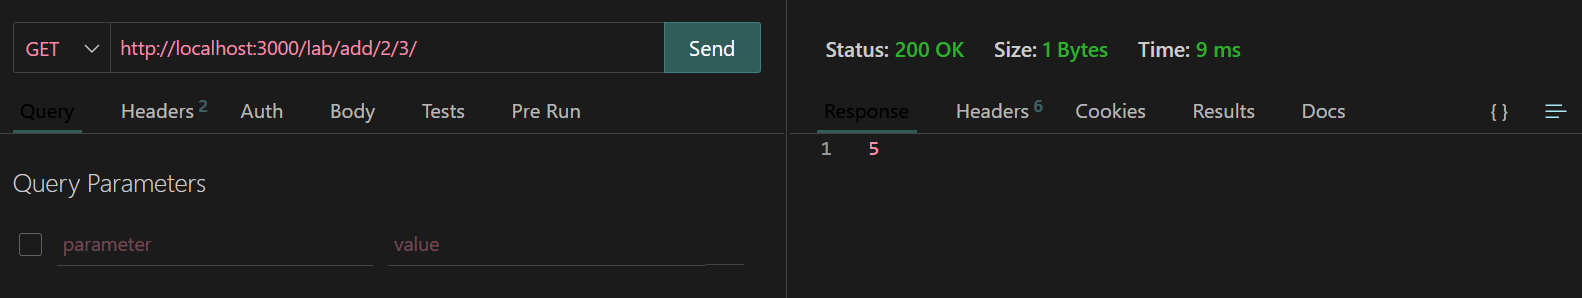 GET http://localhost:3000/lab/add/2/3/ Send
Query Headers 2 Auth Body Tests Pre Run
Query Parameters
parameter value
Status: 200 OK Size: 1 Bytes Time: 9 ms
Response Headers 6 Cookies Results Docs { }
1 5